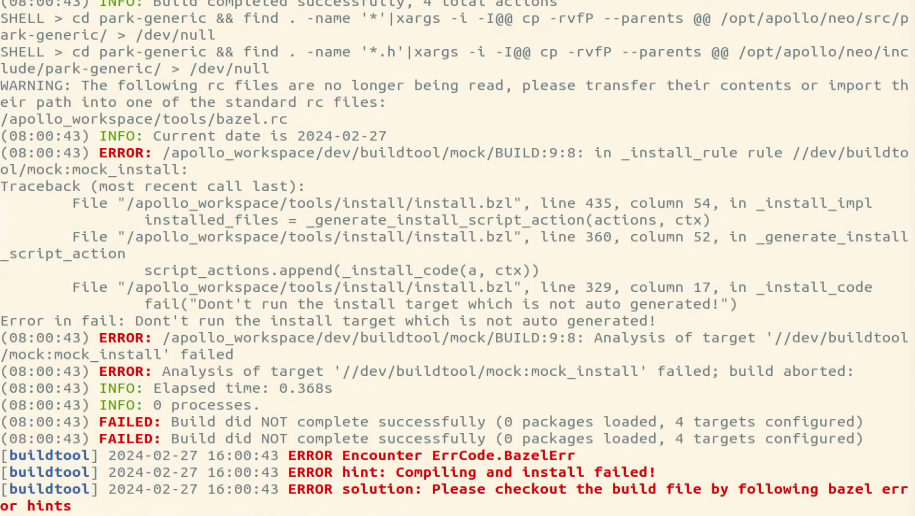 (08:00:43) INFO: Build completed successfully, 4 total actions
SHELL > cd park-generic && find . -name '*'|xargs -i -I@@ cp -rvfP --parents @@ /opt/apollo/neo/src/p
ark-generic/ > /dev/null
SHELL > cd park-generic && find . -name '*.h'|xargs -i -I@@ cp -rvfP --parents @@ /opt/apollo/neo/inc
lude/park-generic/ > /dev/null
WARNING: The following rc files are no longer being read, please transfer their contents or import th
eir path into one of the standard rc files:
/apollo_workspace/tools/bazel.rc
(08:00:43) INFO: Current date is 2024-02-27
(08:00:43) ERROR: /apollo_workspace/dev/buildtool/mock/BUILD:9:8: in _install_rule rule //dev/buildto
ol/mock:mock_install:
Traceback (most recent call last):
        File "/apollo_workspace/tools/install/install.bzl", line 435, column 54, in _install_impl
                installed_files = _generate_install_script_action(actions, ctx)
        File "/apollo_workspace/tools/install/install.bzl", line 360, column 52, in _generate_install
_script_action
                script_actions.append(_install_code(a, ctx))
        File "/apollo_workspace/tools/install/install.bzl", line 329, column 17, in _install_code
                fail("Dont't run the install target which is not auto generated!")
Error in fail: Dont't run the install target which is not auto generated!
(08:00:43) ERROR: /apollo_workspace/dev/buildtool/mock/BUILD:9:8: Analysis of target '//dev/buildtool
/mock:mock_install' failed
(08:00:43) ERROR: Analysis of target '//dev/buildtool/mock:mock_install' failed; build aborted:
(08:00:43) INFO: Elapsed time: 0.368s
(08:00:43) INFO: 0 processes.
(08:00:43) FAILED: Build did NOT complete successfully (0 packages loaded, 4 targets configured)
(08:00:43) FAILED: Build did NOT complete successfully (0 packages loaded, 4 targets configured)
[buildtool] 2024-02-27 16:00:43 ERROR Encounter ErrCode.BazelErr
[buildtool] 2024-02-27 16:00:43 ERROR hint: Compiling and install failed!
[buildtool] 2024-02-27 16:00:43 ERROR solution: Please checkout the build file by following bazel err
or hints